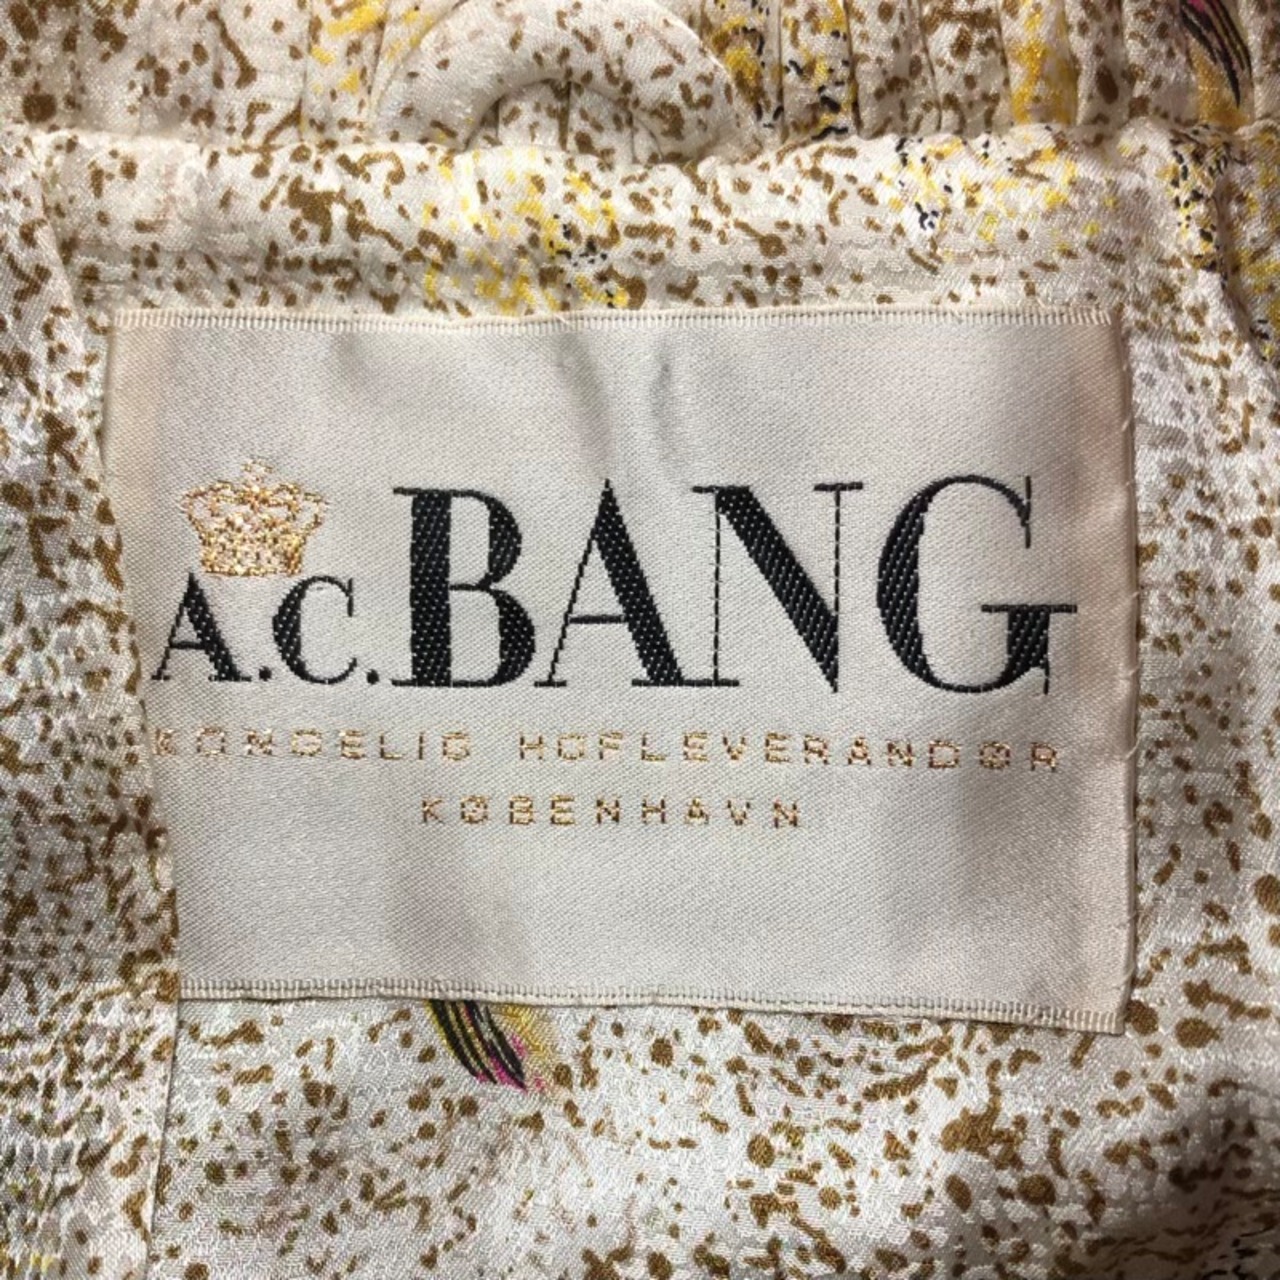 A.C. BANG
KONGELIG HOFLEVERANDØR
KØBENHAVN